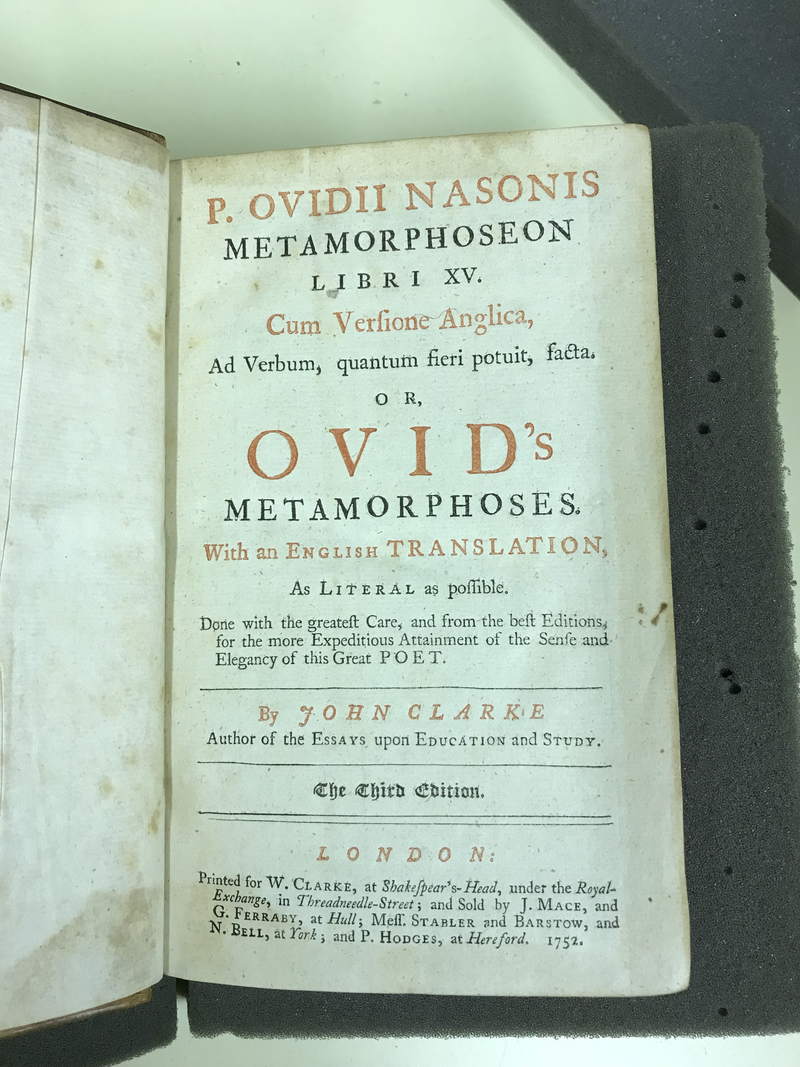 P. OVIDII NASONIS
METAMORPHOSEON
LIBRI XV.
Cum Verſione Anglica,
Ad Verbum, quantum fieri potuit, facta.
OR,
OVID's
METAMORPHOSES.
With an ENGLISH TRANSLATION,
As LITERAL as poſſible.
Done with the greateſt Care, and from the beſt Editions,
for the more Expeditious Attainment of the Senſe and
Elegancy of this Great POET.
By JOHN CLARKE
Author of the ESSAYS upon EDUCATION and STUDY.
The Third Edition.
LONDON:
Printed for W. CLARKE, at Shakeſpear's-Head, under the Royal-
Exchange, in Threadneedle-Street; and Sold by J. MACE, and
G. FERRABY, at Hull; Meſſ. STABLER and BARSTOW, and
N. BELL, at York; and P. HODGES, at Hereford. 1752.